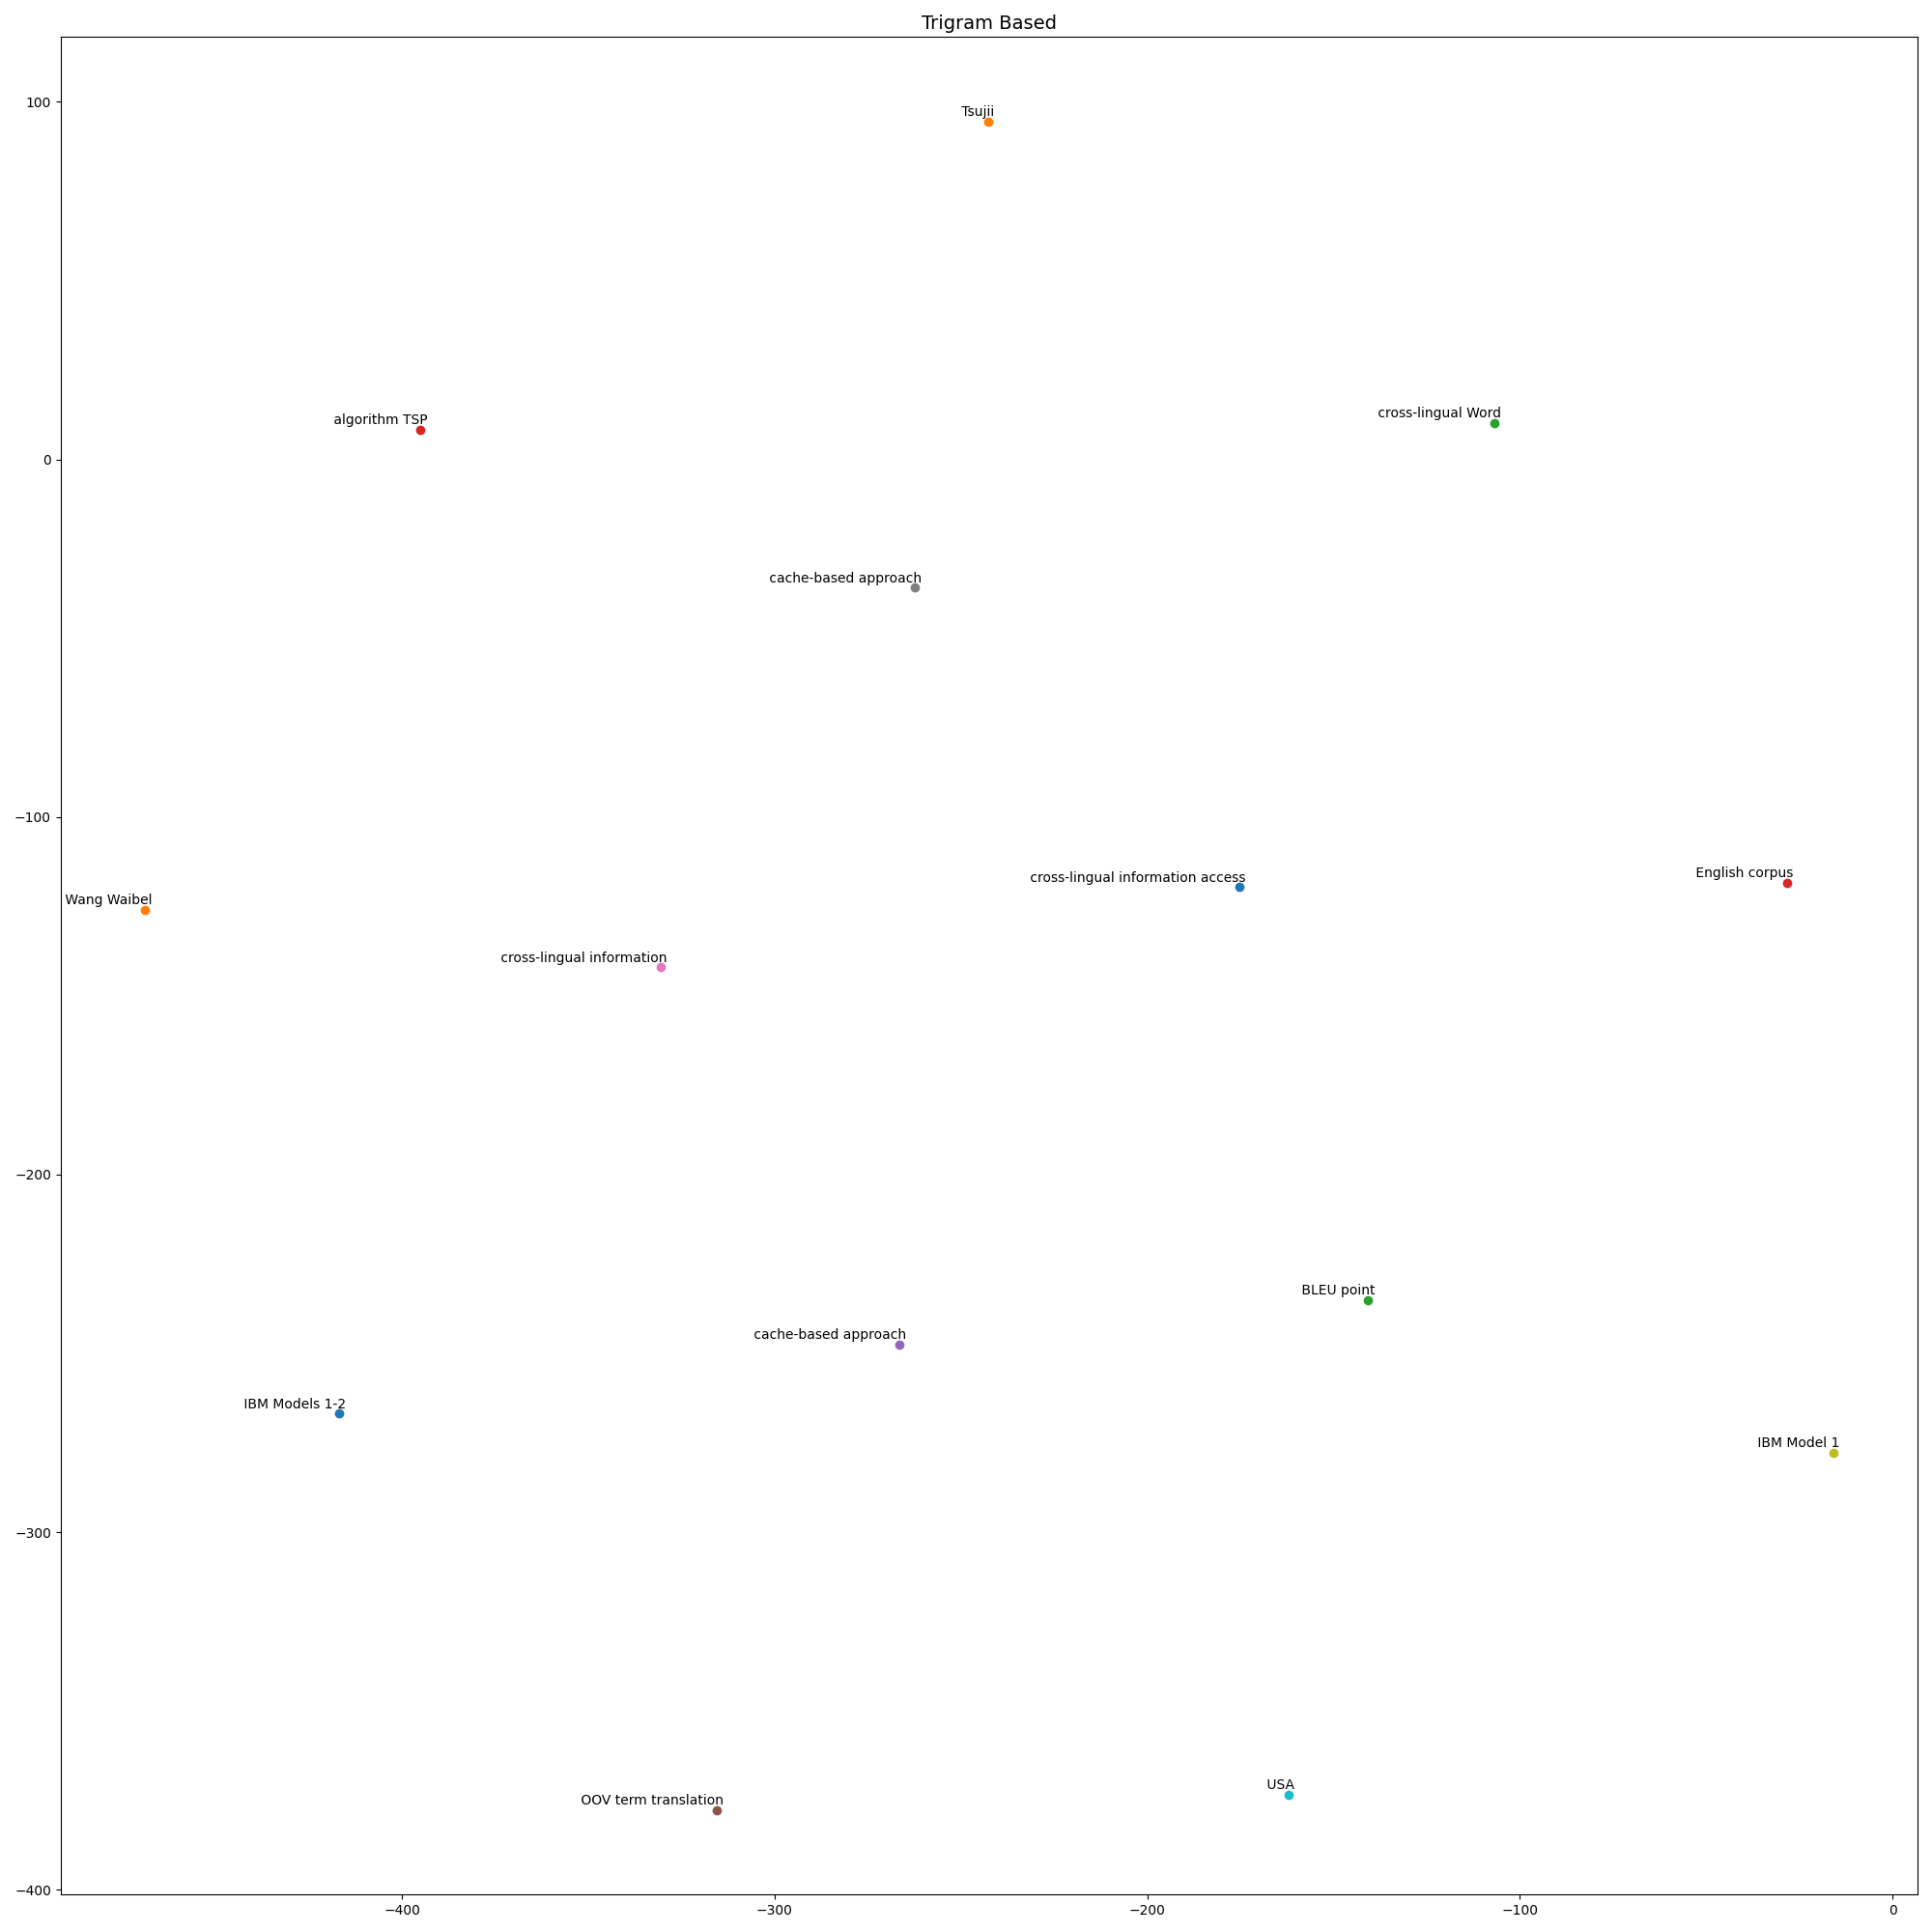 Trigram Based
100
Tsujii
cross-lingual Word
algorithm TSP
0
cache-based approach
−100
English corpus
cross-lingual information access
Wang Waibel
cross-lingual information
−200
BLEU point
cache-based approach
IBM Models 1-2
IBM Model 1
−300
USA
OOV term translation
−400
−400 −300 −200 −100 0